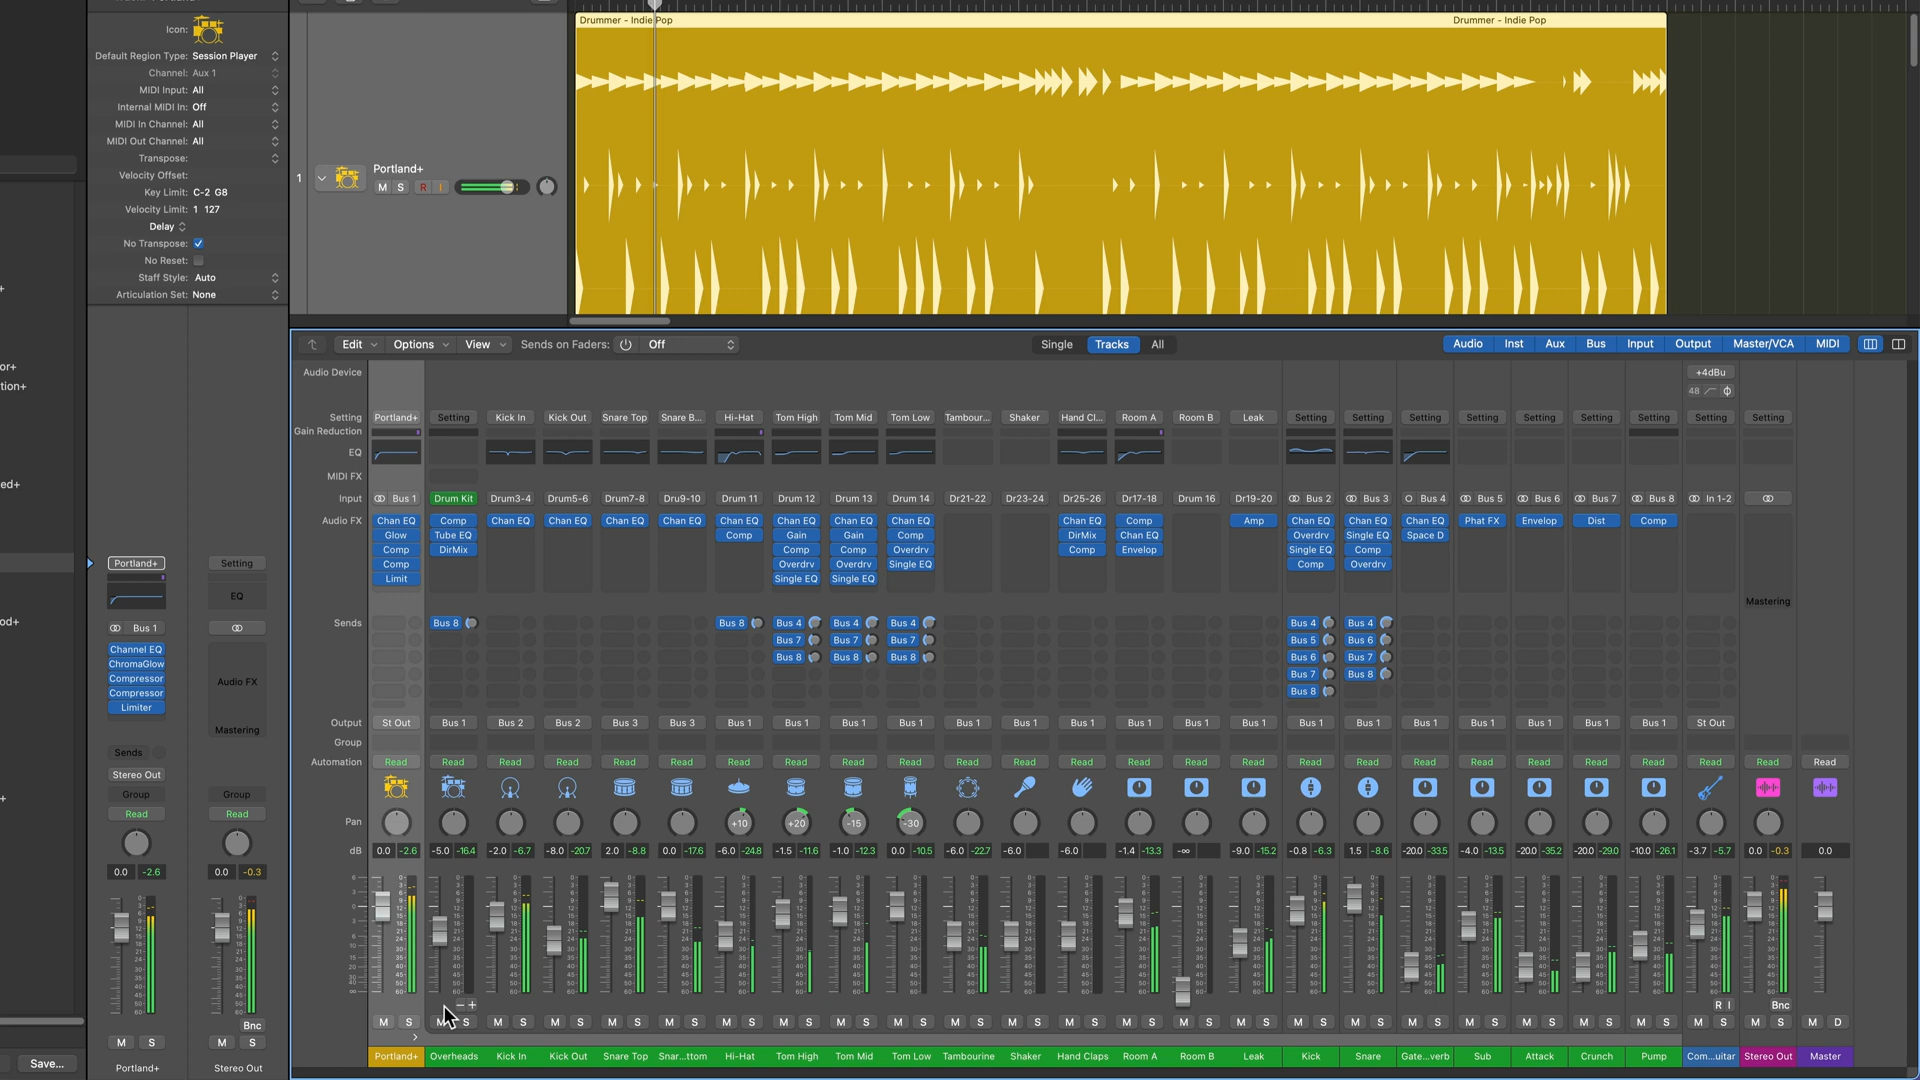 Drummer - Indie Pop
Drummer - Indie Pop
Icon:
Default Region Type: Session Player
Channel: Aux 1
MIDI Input: All
Internal MIDI In: Off
MIDI In Channel: All
MIDI Out Channel: All
Transpose:
Velocity Offset:
Key Limit: C-2 G8
Velocity Limit: 1 127
Delay
No Transpose:
No Reset:
Staff Style: Auto
Articulation Set: None
1 Portland+
M S R I
Edit Options View Sends on Faders: Off Single Tracks All Audio Inst Aux Bus Input Output Master/VCA MIDI
Audio Device +4dBu
48
Setting Portland+ Setting Kick In Kick Out Snare Top Snare B... Hi-Hat Tom High Tom Mid Tom Low Tambour... Shaker Hand Cl... Room A Room B Leak Setting Setting Setting Setting Setting Setting Setting Setting Setting
Gain Reduction
EQ
MIDI FX
Input Bus 1 Drum Kit Drum3-4 Drum5-6 Drum7-8 Dru9-10 Drum 11 Drum 12 Drum 13 Drum 14 Dr21-22 Dr23-24 Dr25-26 Dr17-18 Drum 16 Dr19-20 Bus 2 Bus 3 Bus 4 Bus 5 Bus 6 Bus 7 Bus 8 In 1-2
Audio FX Chan EQ Comp Chan EQ Chan EQ Chan EQ Chan EQ Chan EQ Chan EQ Chan EQ Chan EQ Chan EQ Comp Amp Chan EQ Chan EQ Chan EQ Phat FX Envelop Dist Comp
Glow Tube EQ Comp Gain Gain Comp DirMix Chan EQ Overdrv Single EQ Space D
Comp DirMix Comp Comp Overdrv Comp Envelop Single EQ Comp
Comp Overdrv Overdrv Single EQ Comp Overdrv
Limit Single EQ Single EQ
Mastering
Sends Bus 8 Bus 8 Bus 4 Bus 4 Bus 4 Bus 4 Bus 4
Bus 7 Bus 7 Bus 7 Bus 5 Bus 6
Bus 8 Bus 8 Bus 8 Bus 6 Bus 7
Bus 7 Bus 8
Bus 8
Output St Out Bus 1 Bus 2 Bus 2 Bus 3 Bus 3 Bus 1 Bus 1 Bus 1 Bus 1 Bus 1 Bus 1 Bus 1 Bus 1 Bus 1 Bus 1 Bus 1 Bus 1 Bus 1 Bus 1 Bus 1 Bus 1 Bus 1 St Out
Group
Automation Read Read Read Read Read Read Read Read Read Read Read Read Read Read Read Read Read Read Read Read Read Read Read Read Read Read
Pan +10 +20 -15 -30
dB 0.0 -2.6 -5.0 -16.4 -2.0 -6.7 -8.0 -20.7 2.0 -8.8 0.0 -17.6 -6.0 -24.8 -1.5 -11.6 -1.0 -12.3 0.0 -10.5 -6.0 -22.7 -6.0 -6.0 -1.4 -13.3 -∞ -9.0 -15.2 -0.8 -6.3 1.5 -8.6 -20.0 -33.5 -4.0 -13.5 -20.0 -35.2 -20.0 -29.0 -10.0 -26.1 -3.7 -5.7 0.0 -0.3 0.0
R I Bnc
M S M S M S M S M S M S M S M S M S M S M S M S M S M S M S M S M S M S M S M S M S M S M S M S M S M D
Portland+ Overheads Kick In Kick Out Snare Top Snar...ttom Hi-Hat Tom High Tom Mid Tom Low Tambourine Shaker Hand Claps Room A Room B Leak Kick Snare Gate...verb Sub Attack Crunch Pump Com...uitar Stereo Out Master
Portland+ Setting
EQ
Bus 1
Channel EQ
ChromaGlow
Compressor
Compressor
Limiter
Audio FX
Mastering
Sends
Stereo Out
Group Group
Read Read
0.0 -2.6 0.0 -0.3
Bnc
M S M S
Portland+ Stereo Out
or+
tion+
ed+
od+
Save...